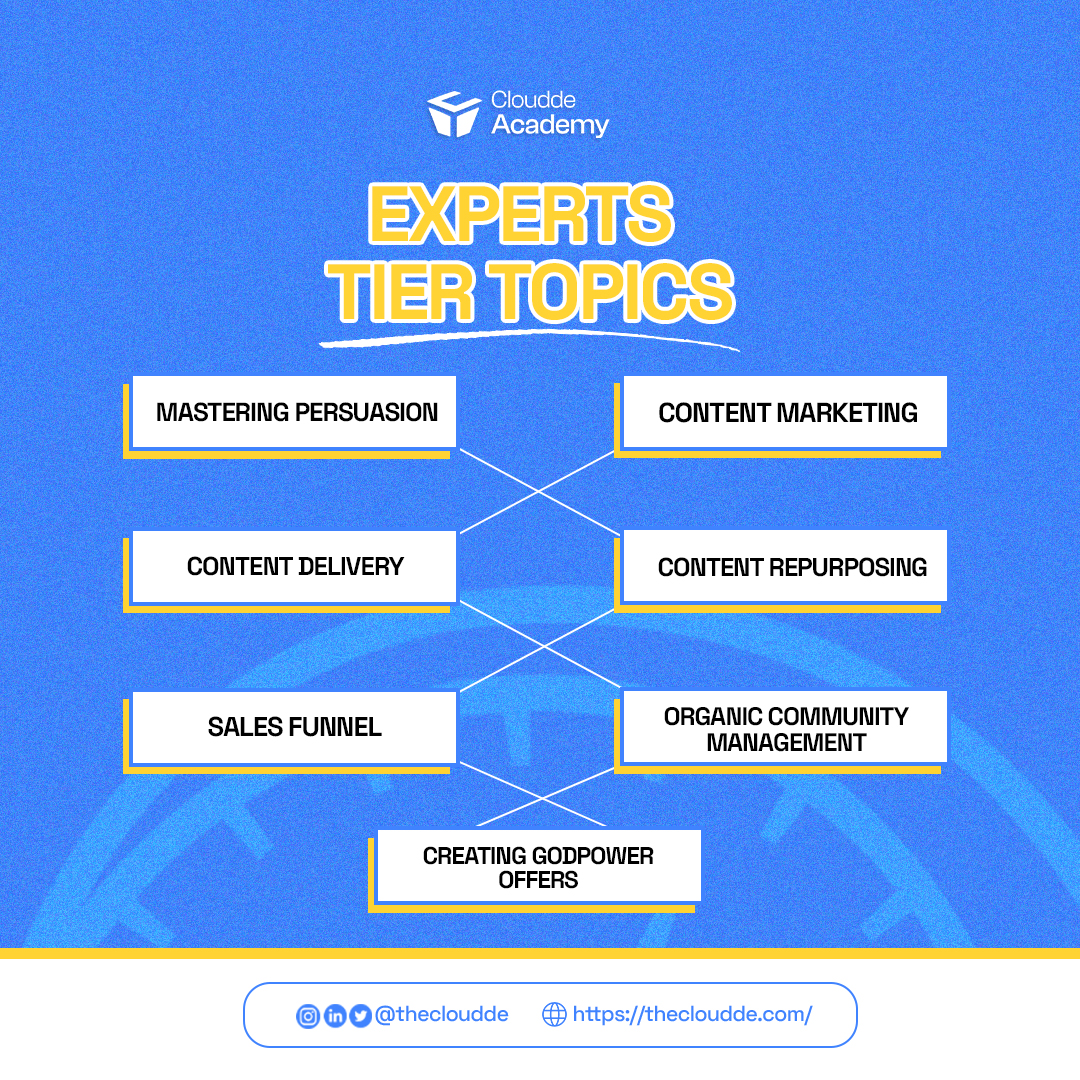 Cloudde
Academy
EXPERTS
TIER TOPICS
MASTERING PERSUASION
CONTENT MARKETING
CONTENT DELIVERY
CONTENT REPURPOSING
SALES FUNNEL
ORGANIC COMMUNITY
MANAGEMENT
CREATING GODPOWER
OFFERS
@thecloudde
https://thecloudde.com/